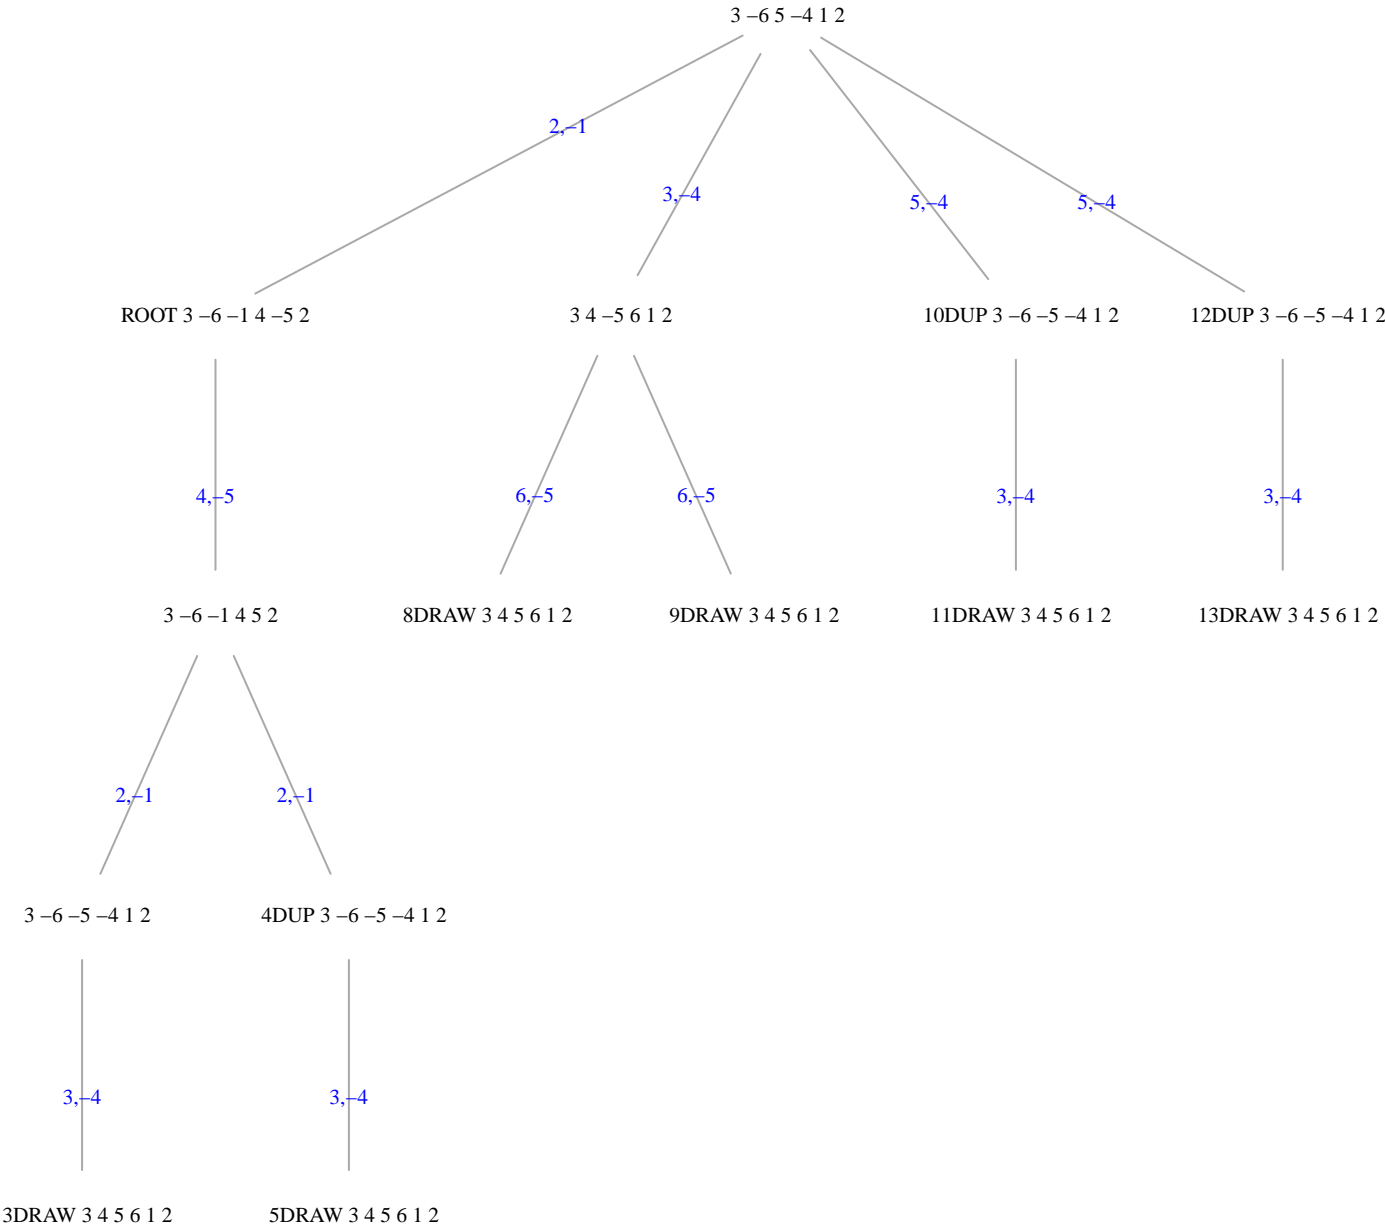 3 –6 5 –4 1 2
2,–1
3,–4
5,–4
5,–4
ROOT 3 –6 –1 4 –5 2
3 4 –5 6 1 2
10DUP 3 –6 –5 –4 1 2
12DUP 3 –6 –5 –4 1 2
4,–5
6,–5
6,–5
3,–4
3,–4
3 –6 –1 4 5 2
8DRAW 3 4 5 6 1 2
9DRAW 3 4 5 6 1 2
11DRAW 3 4 5 6 1 2
13DRAW 3 4 5 6 1 2
2,–1
2,–1
3 –6 –5 –4 1 2
4DUP 3 –6 –5 –4 1 2
3,–4
3,–4
3DRAW 3 4 5 6 1 2
5DRAW 3 4 5 6 1 2